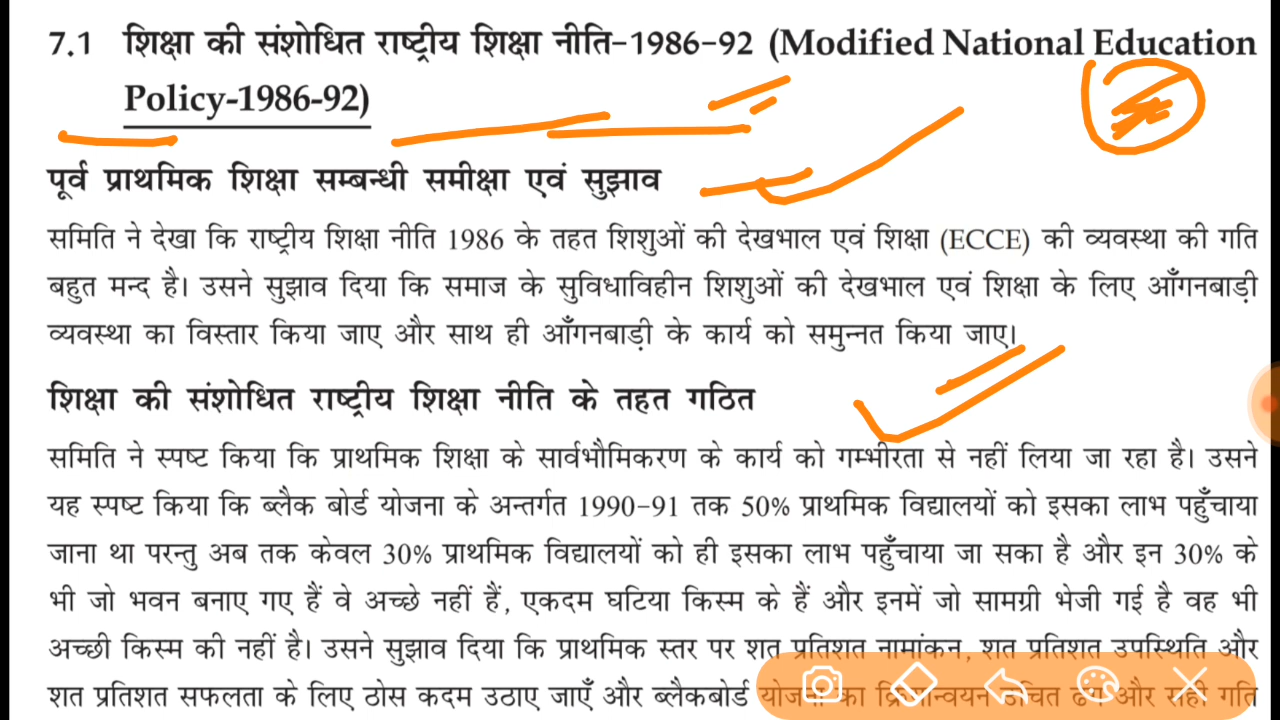 7.1 शिक्षा की संशोधित राष्ट्रीय शिक्षा नीति-1986-92 (Modified National Education
Policy-1986-92)
पूर्व प्राथमिक शिक्षा सम्बन्धी समीक्षा एवं सुझाव
समिति ने देखा कि राष्ट्रीय शिक्षा नीति 1986 के तहत शिशुओं की देखभाल एवं शिक्षा (ECCE) की व्यवस्था की गति
बहुत मन्द है। उसने सुझाव दिया कि समाज के सुविधाविहीन शिशुओं की देखभाल एवं शिक्षा के लिए आँगनबाड़ी
व्यवस्था का विस्तार किया जाए और साथ ही आँगनबाड़ी के कार्य को समुन्नत किया जाए।
शिक्षा की संशोधित राष्ट्रीय शिक्षा नीति के तहत गठित
समिति ने स्पष्ट किया कि प्राथमिक शिक्षा के सार्वभौमिकरण के कार्य को गम्भीरता से नहीं लिया जा रहा है। उसने
यह स्पष्ट किया कि ब्लैक बोर्ड योजना के अन्तर्गत 1990-91 तक 50% प्राथमिक विद्यालयों को इसका लाभ पहुँचाया
जाना था परन्तु अब तक केवल 30% प्राथमिक विद्यालयों को ही इसका लाभ पहुँचाया जा सका है और इन 30% के
भी जो भवन बनाए गए हैं वे अच्छे नहीं हैं, एकदम घटिया किस्म के हैं और इनमें जो सामग्री भेजी गई है वह भी
अच्छी किस्म की नहीं है। उसने सुझाव दिया कि प्राथमिक स्तर पर शत प्रतिशत नामांकन, शत प्रतिशत उपस्थिति और
शत प्रतिशत सफलता के लिए ठोस कदम उठाए जाएँ और ब्लैकबोर्ड योजना का उचित ढंग और सही गति